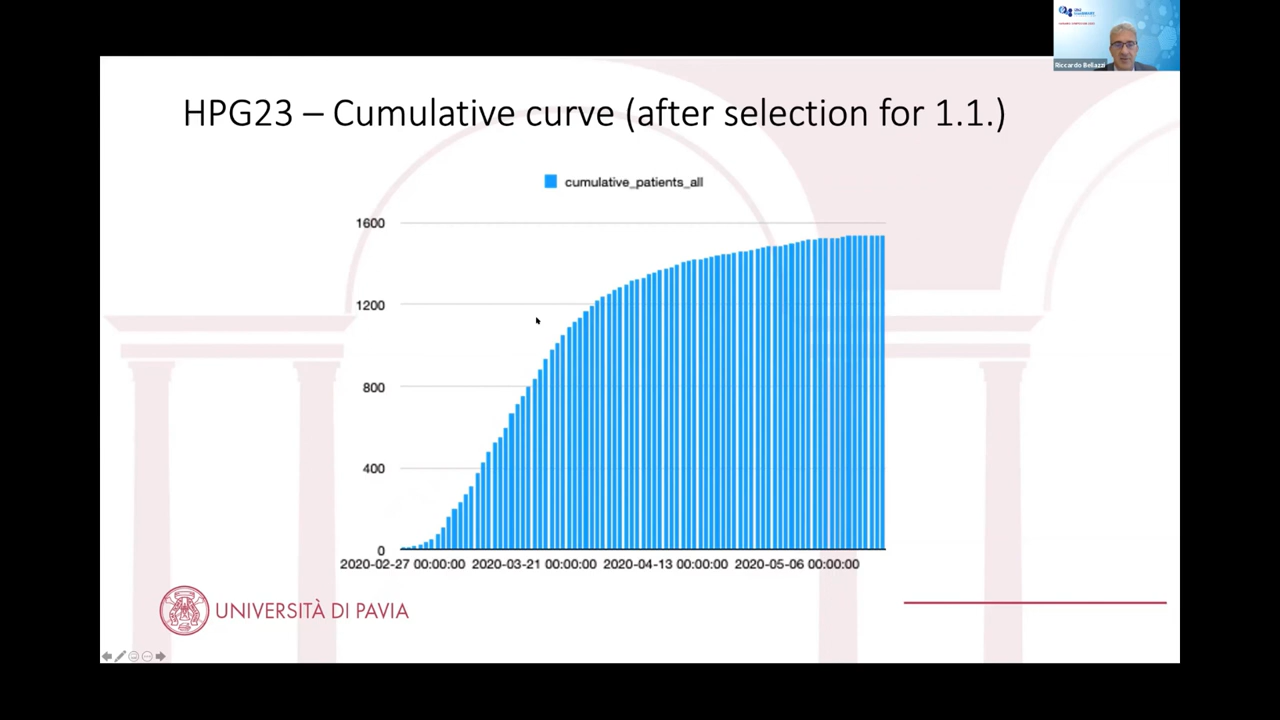 Riccardo Bellazzi
HPG23 – Cumulative curve (after selection for 1.1.)
cumulative_patients_all
1600
1200
800
400
0
2020-02-27 00:00:00 2020-03-21 00:00:00 2020-04-13 00:00:00 2020-05-06 00:00:00
UNIVERSITÀ DI PAVIA